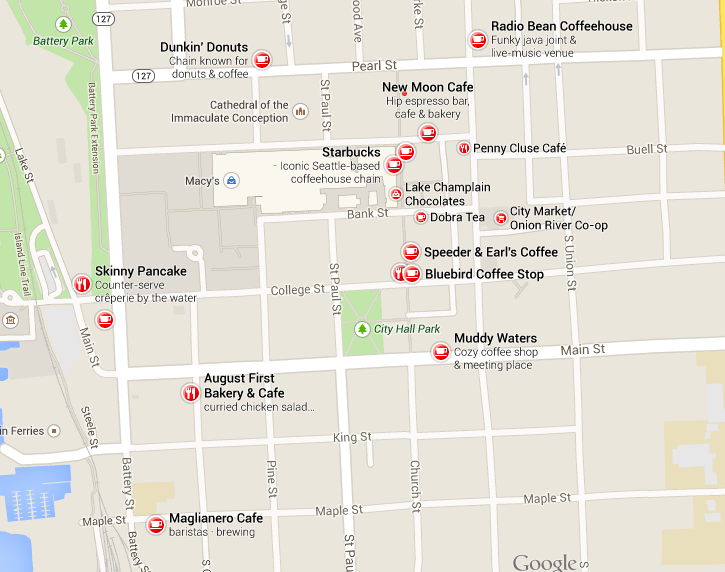 Monroe St
127
Battery Park
Dunkin' Donuts
Chain known for
donuts & coffee
127
Pearl St
Radio Bean Coffeehouse
Funky java joint &
live-music venue
New Moon Cafe
Hip espresso bar,
cafe & bakery
Battery Park Extension
St Paul St
Cathedral of the
Immaculate Conception
Starbucks
Iconic Seattle-based
coffeehouse chain
Penny Cluse Café
Buell St
Lake St
Macy's
Lake Champlain
Chocolates
Bank St
Dobra Tea
City Market/
Onion River Co-op
Island Line Trail
S Union St
Speeder & Earl's Coffee
Skinny Pancake
Counter-serve
crêperie by the water
Bluebird Coffee Stop
St Paul St
College St
City Hall Park
Main St
Muddy Waters
Cozy coffee shop
& meeting place
Main St
August First
Bakery & Cafe
curried chicken salad...
Steele St
in Ferries
King St
Battery St
Pine St
Church St
Maple St
Maple St
Maple St
Maglianero Cafe
baristas · brewing
Battery St
St Paul
Google
S